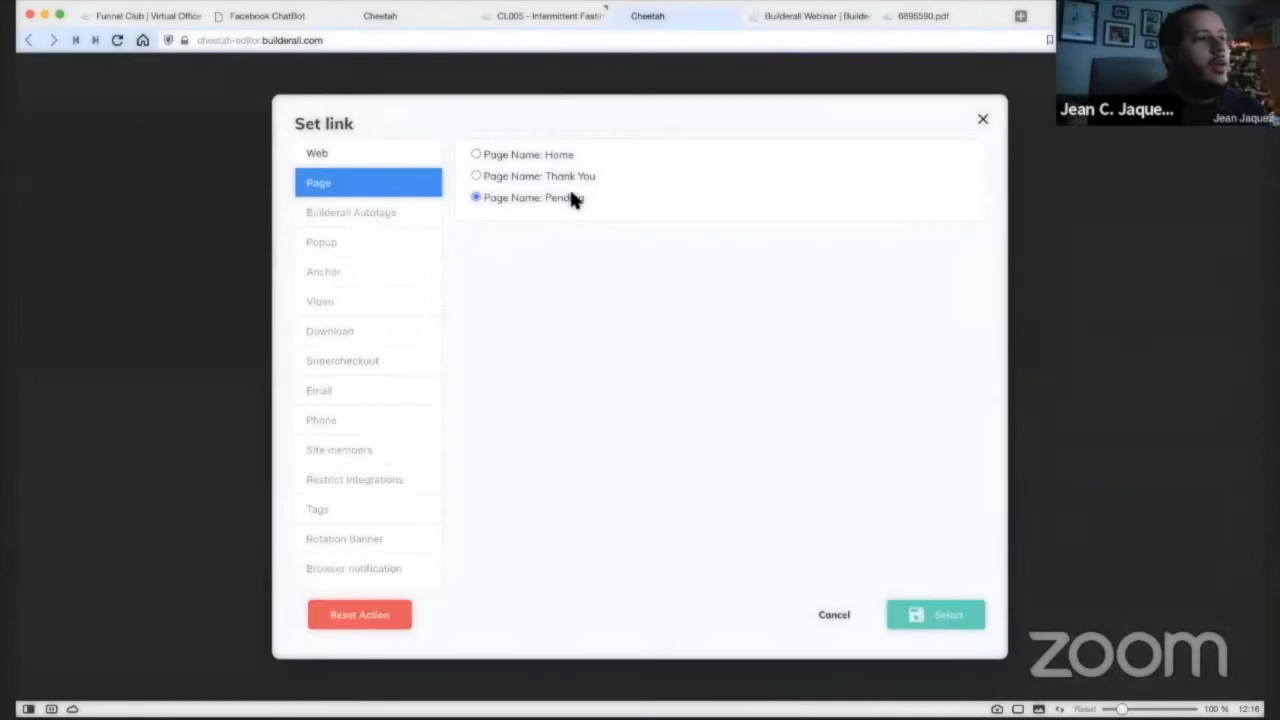 Funnel Club | Virtual Office
Facebook ChatBot
Cheetah
CL005 - Intermittent Fastin
Cheetah
Builderall Webinar | Builde
6895590.pdf
cheetah-editor.builderall.com
Jean C. Jaque...
Jean Jaquez
Set link
Web
Page
Builderall Autotags
Popup
Anchor
Video
Download
Supercheckout
Email
Phone
Site members
Restrict Integrations
Tags
Rotation Banner
Browser notification
Page Name: Home
Page Name: Thank You
Page Name: Pending
Reset Action
Cancel
Select
zoom
Reset
100 %
12:16